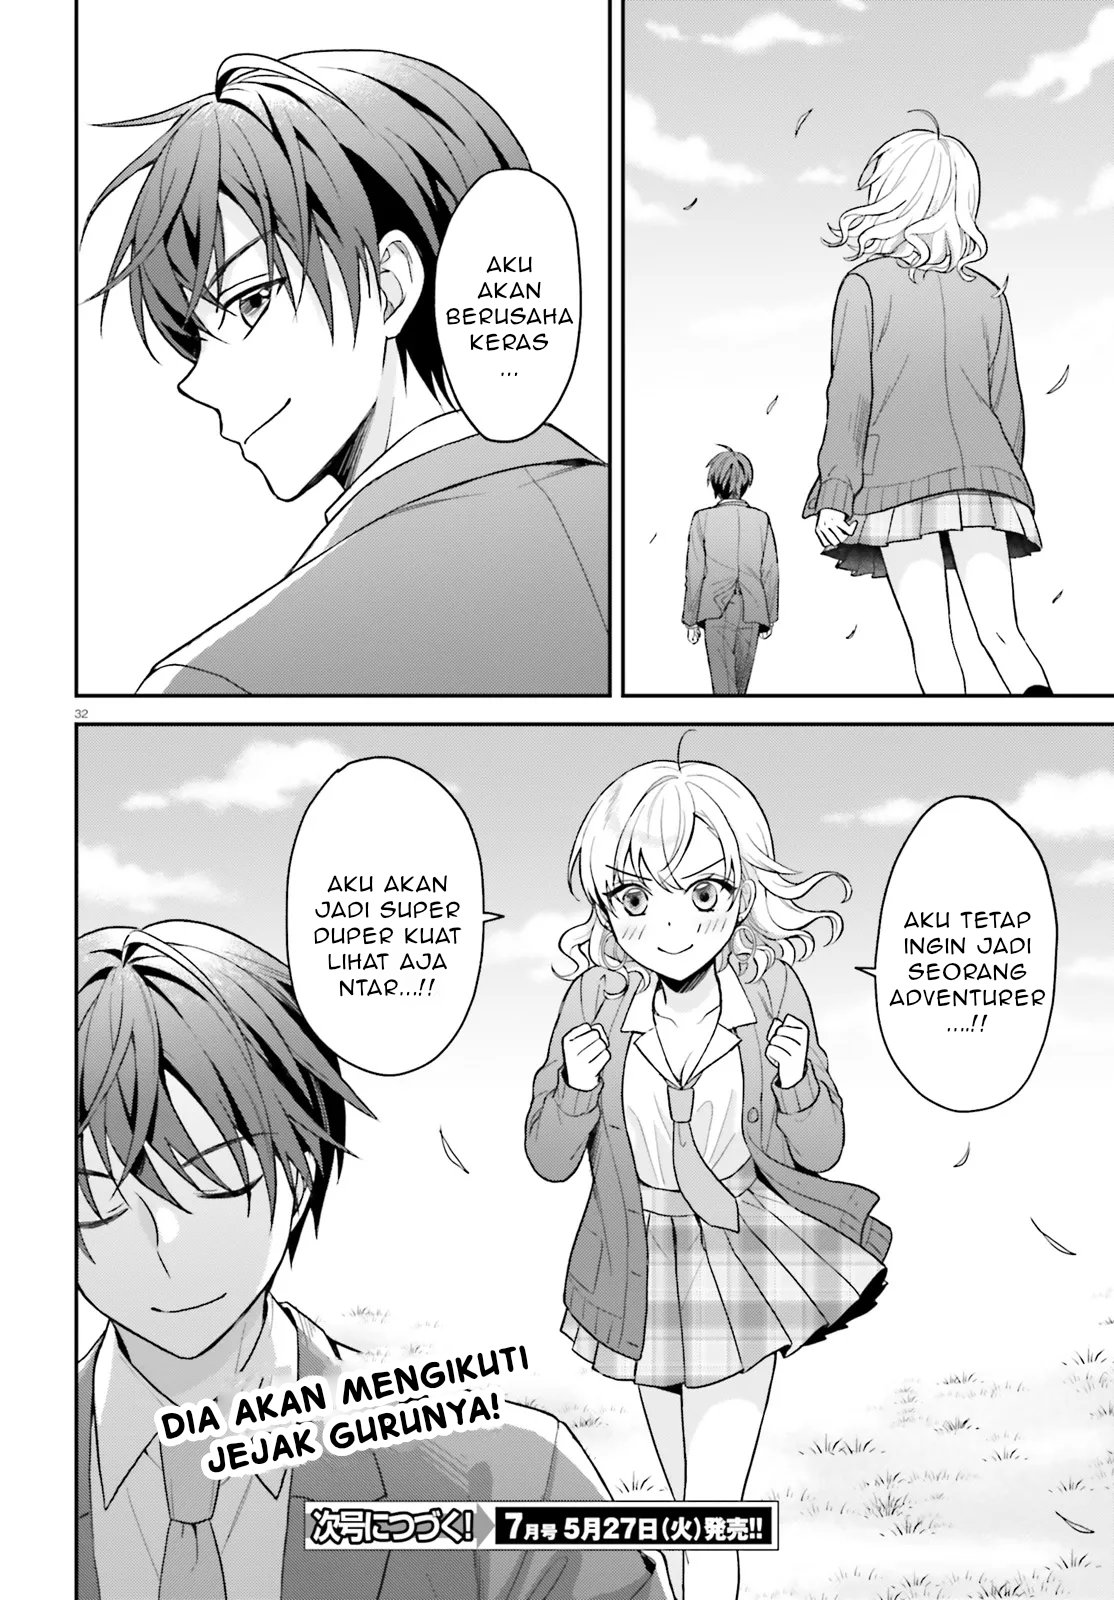 AKU
AKAN
BERUSAHA
KERAS
...
32
AKU TETAP
INGIN JADI
SEORANG
ADVENTURER
....!!
AKU AKAN
JADI SUPER
DUPER KUAT
LIHAT AJA
NTAR...!!
DIA AKAN MENGIKUTI
JEJAK GURUNYA!
次号につづく! 7月号 5月27日(火)発売!!